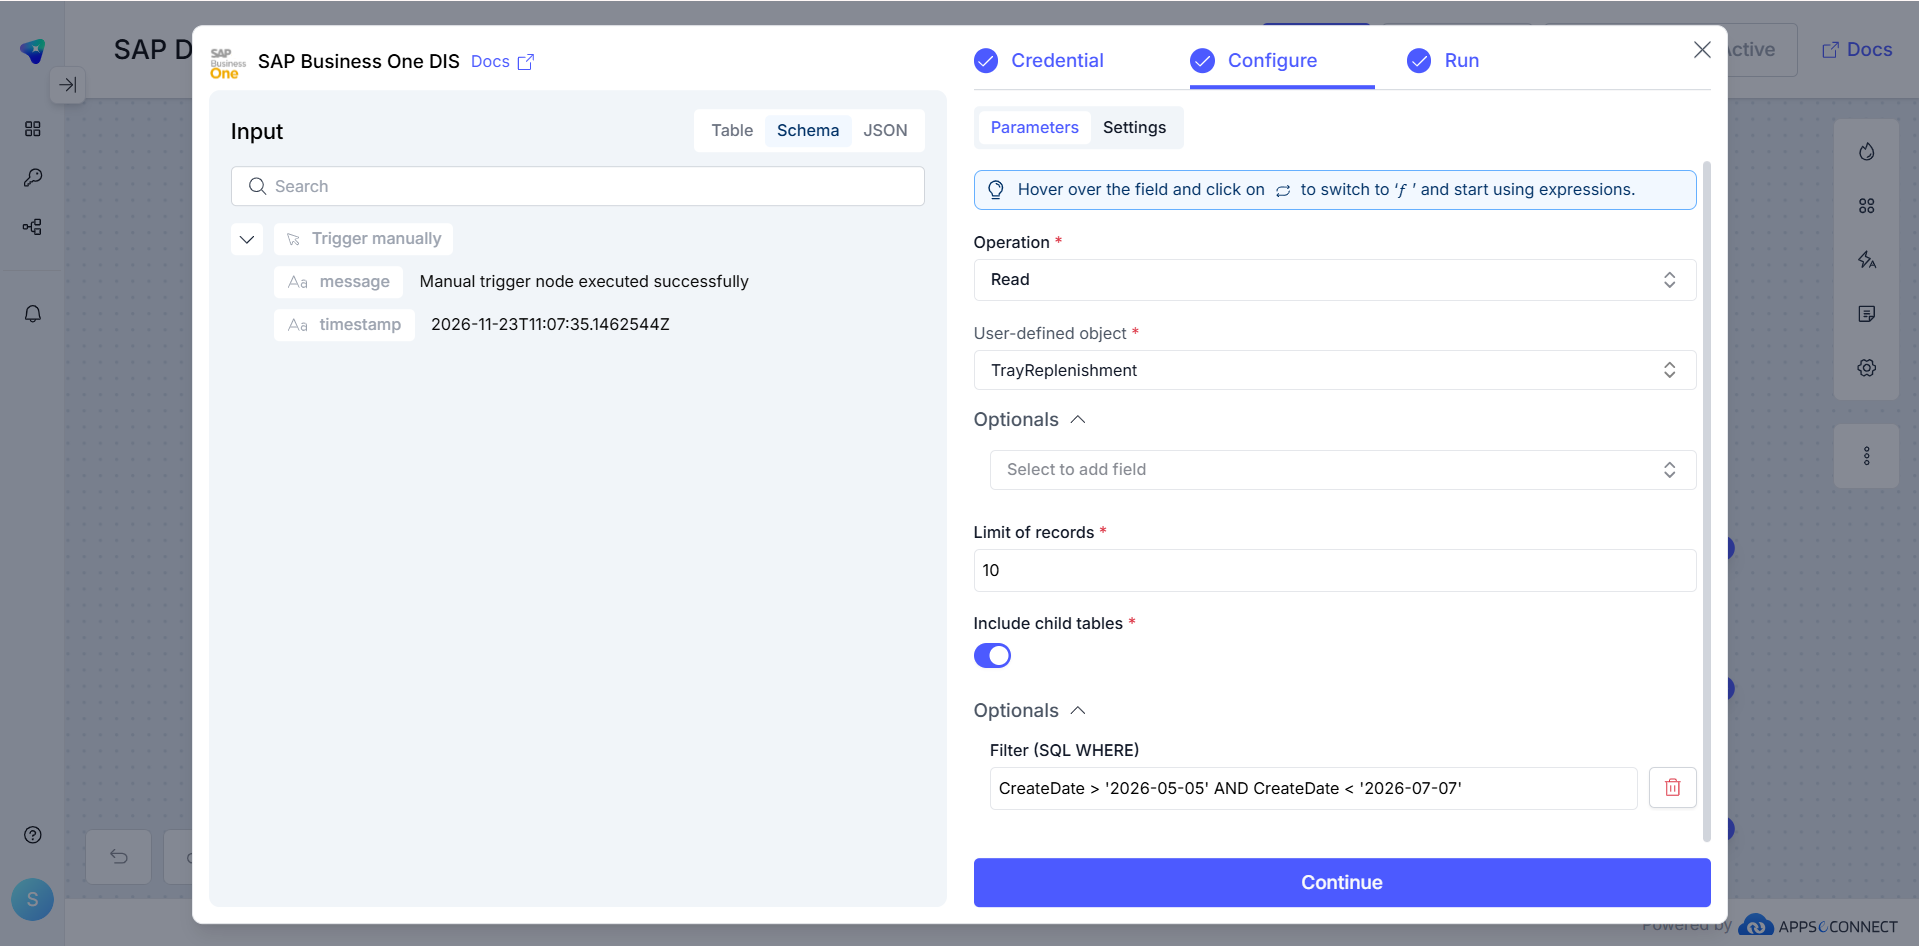 SAP D
ctive
Docs
SAP Business One
SAP Business One DIS Docs
Credential
Configure
Run
Input
Table Schema JSON
Parameters Settings
Search
Hover over the field and click on to switch to ‘f ’ and start using expressions.
Trigger manually
Aa message Manual trigger node executed successfully
Aa timestamp 2026-11-23T11:07:35.1462544Z
Operation *
Read
User-defined object *
TrayReplenishment
Optionals
Select to add field
Limit of records *
10
Include child tables *
Optionals
Filter (SQL WHERE)
CreateDate > '2026-05-05' AND CreateDate < '2026-07-07'
Continue
S
Powered by APPSeCONNECT